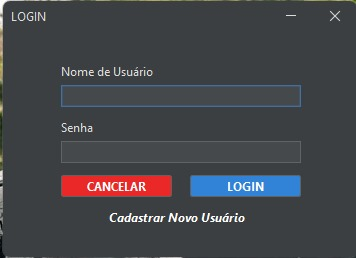 LOGIN
Nome de Usuário
Senha
CANCELAR LOGIN
Cadastrar Novo Usuário